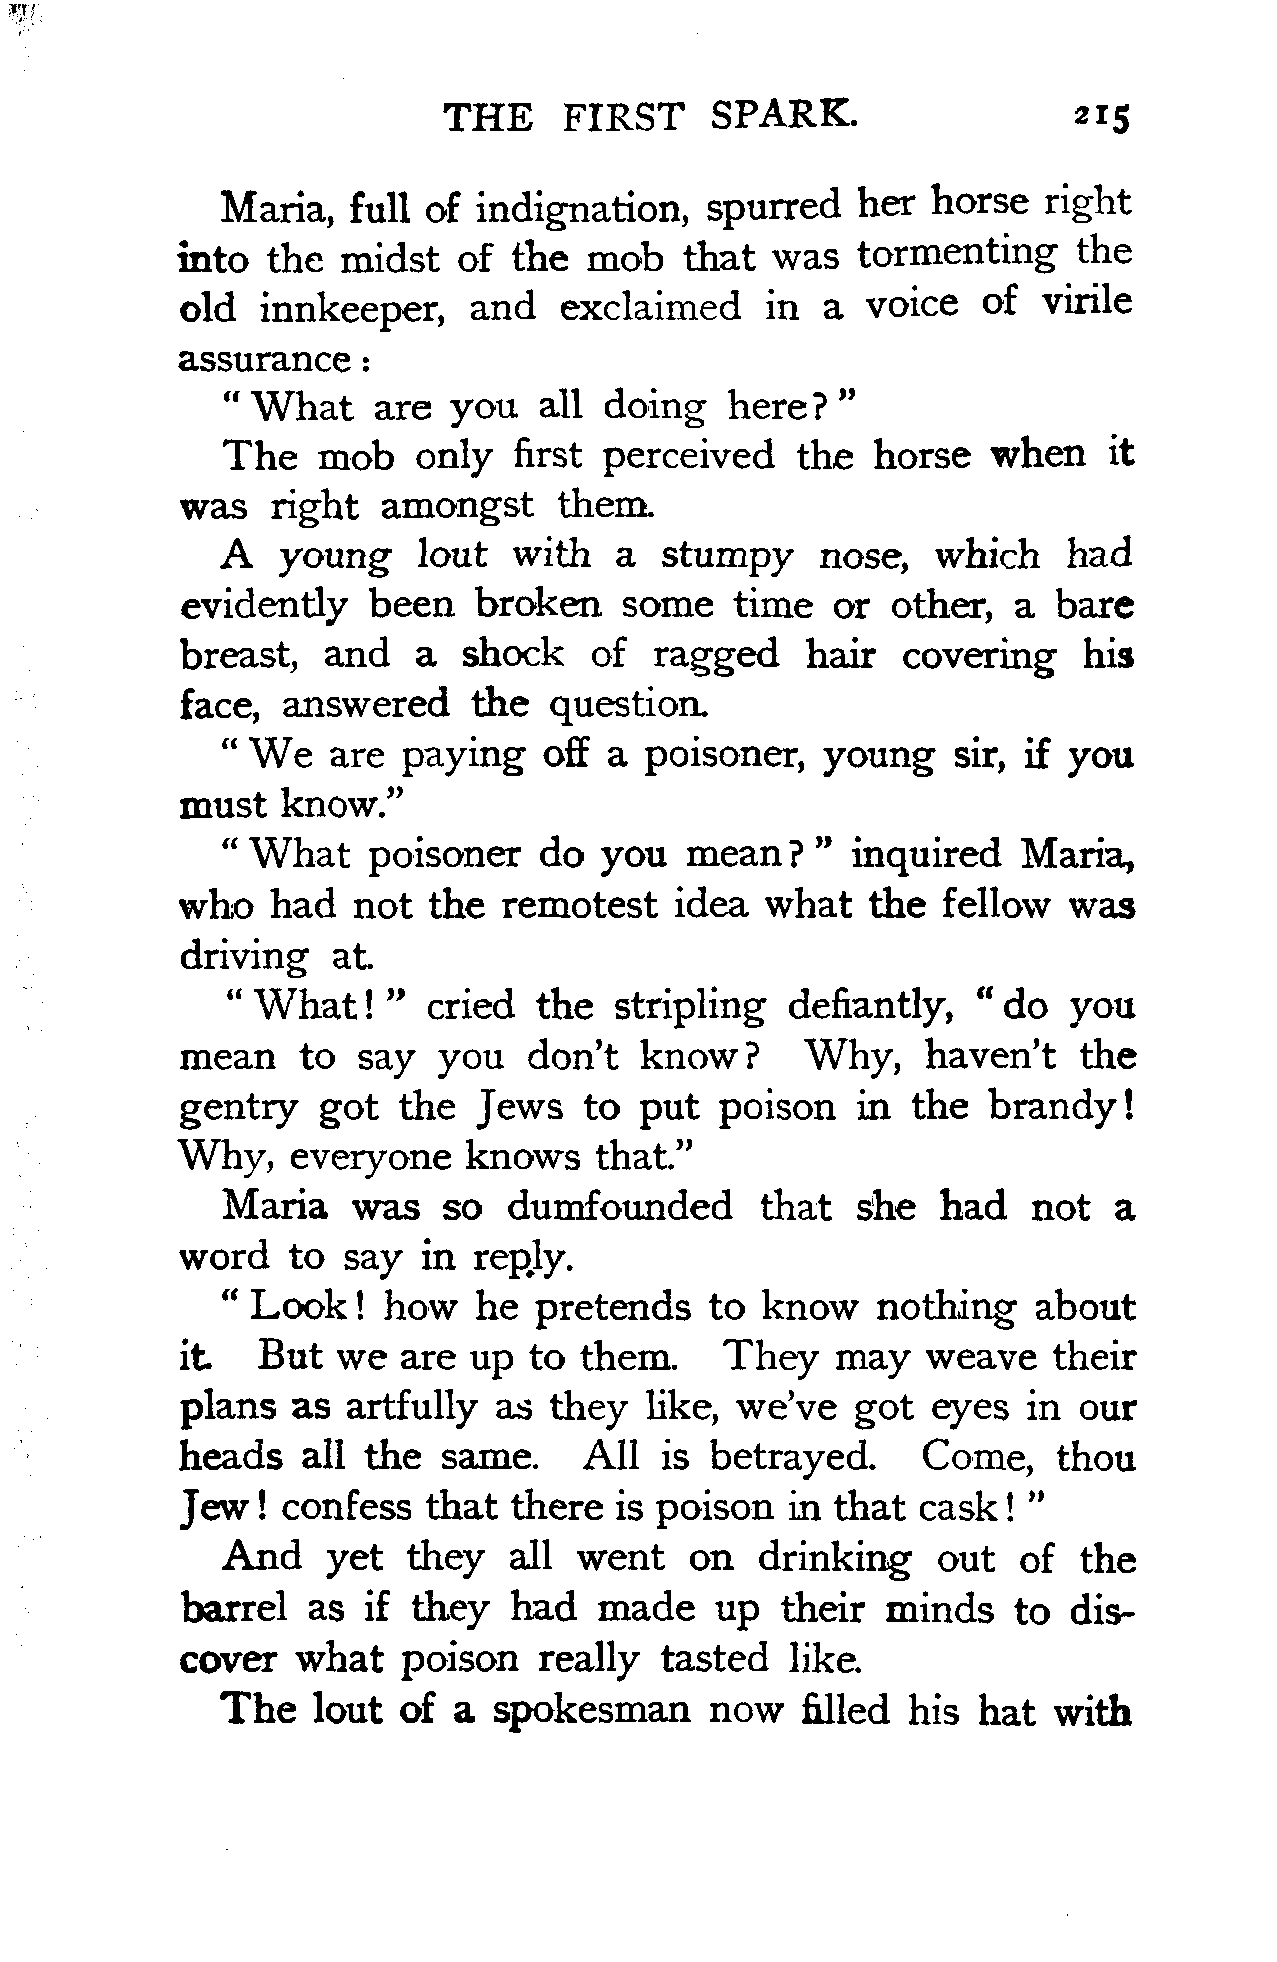 THE FIRST SPARK. 215
Maria, full of indignation, spurred her horse right
into the midst of the mob that was tormenting the
old innkeeper, and exclaimed in a voice of virile
assurance :
" What are you all doing here? "
The mob only first perceived the horse when it
was right amongst them.
A young lout with a stumpy nose, which had
evidently been broken some time or other, a bare
breast, and a shock of ragged hair covering his
face, answered the question.
" We are paying off a poisoner, young sir, if you
must know."
" What poisoner do you mean? " inquired Maria,
who had not the remotest idea what the fellow was
driving at.
" What! " cried the stripling defiantly, " do you
mean to say you don't know? Why, haven't the
gentry got the Jews to put poison in the brandy!
Why, everyone knows that."
Maria was so dumfounded that she had not a
word to say in reply.
" Look! how he pretends to know nothing about
it. But we are up to them. They may weave their
plans as artfully as they like, we've got eyes in our
heads all the same. All is betrayed. Come, thou
Jew! confess that there is poison in that cask! "
And yet they all went on drinking out of the
barrel as if they had made up their minds to dis-
cover what poison really tasted like.
The lout of a spokesman now filled his hat with